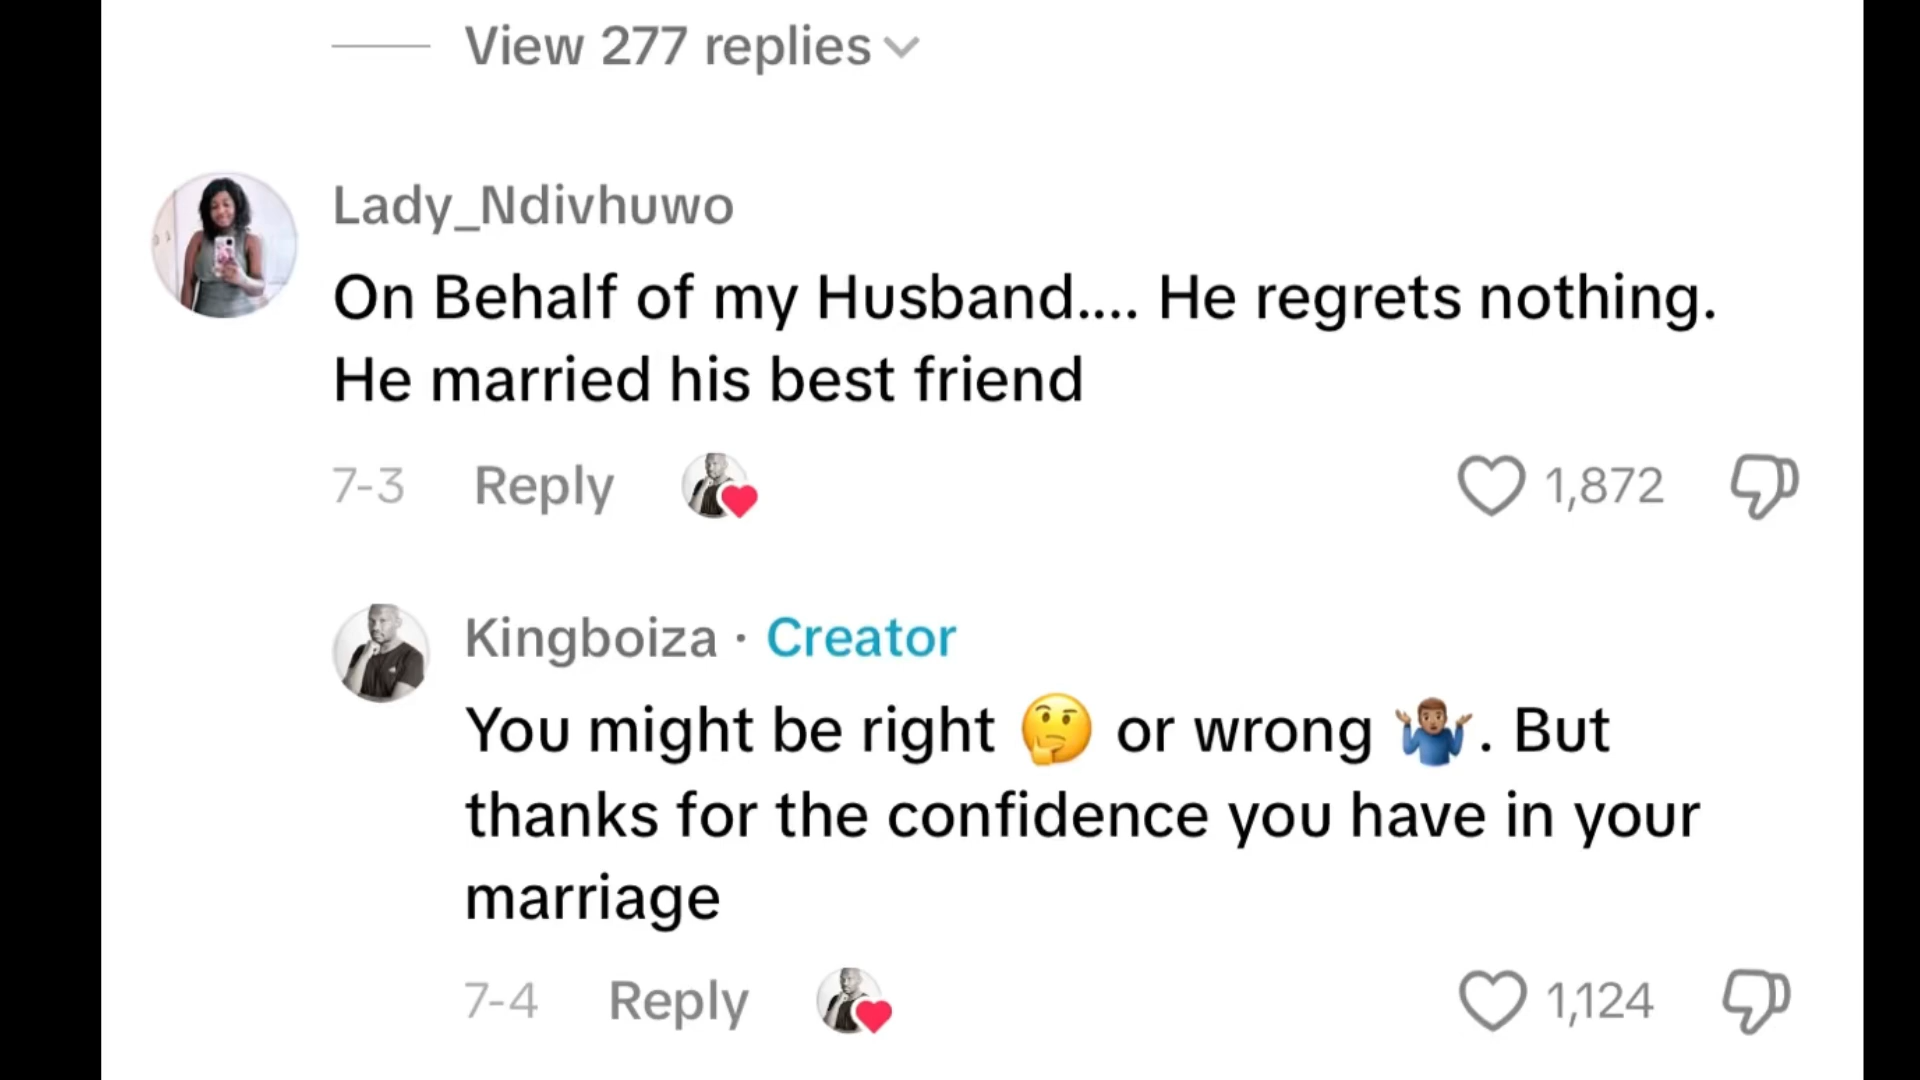 View 277 replies
Lady_Ndivhuwo
On Behalf of my Husband.... He regrets nothing.
He married his best friend
7-3 Reply 1,872
Kingboiza · Creator
You might be right 🤔 or wrong 🤷🏽‍♂️. But
thanks for the confidence you have in your
marriage
7-4 Reply 1,124